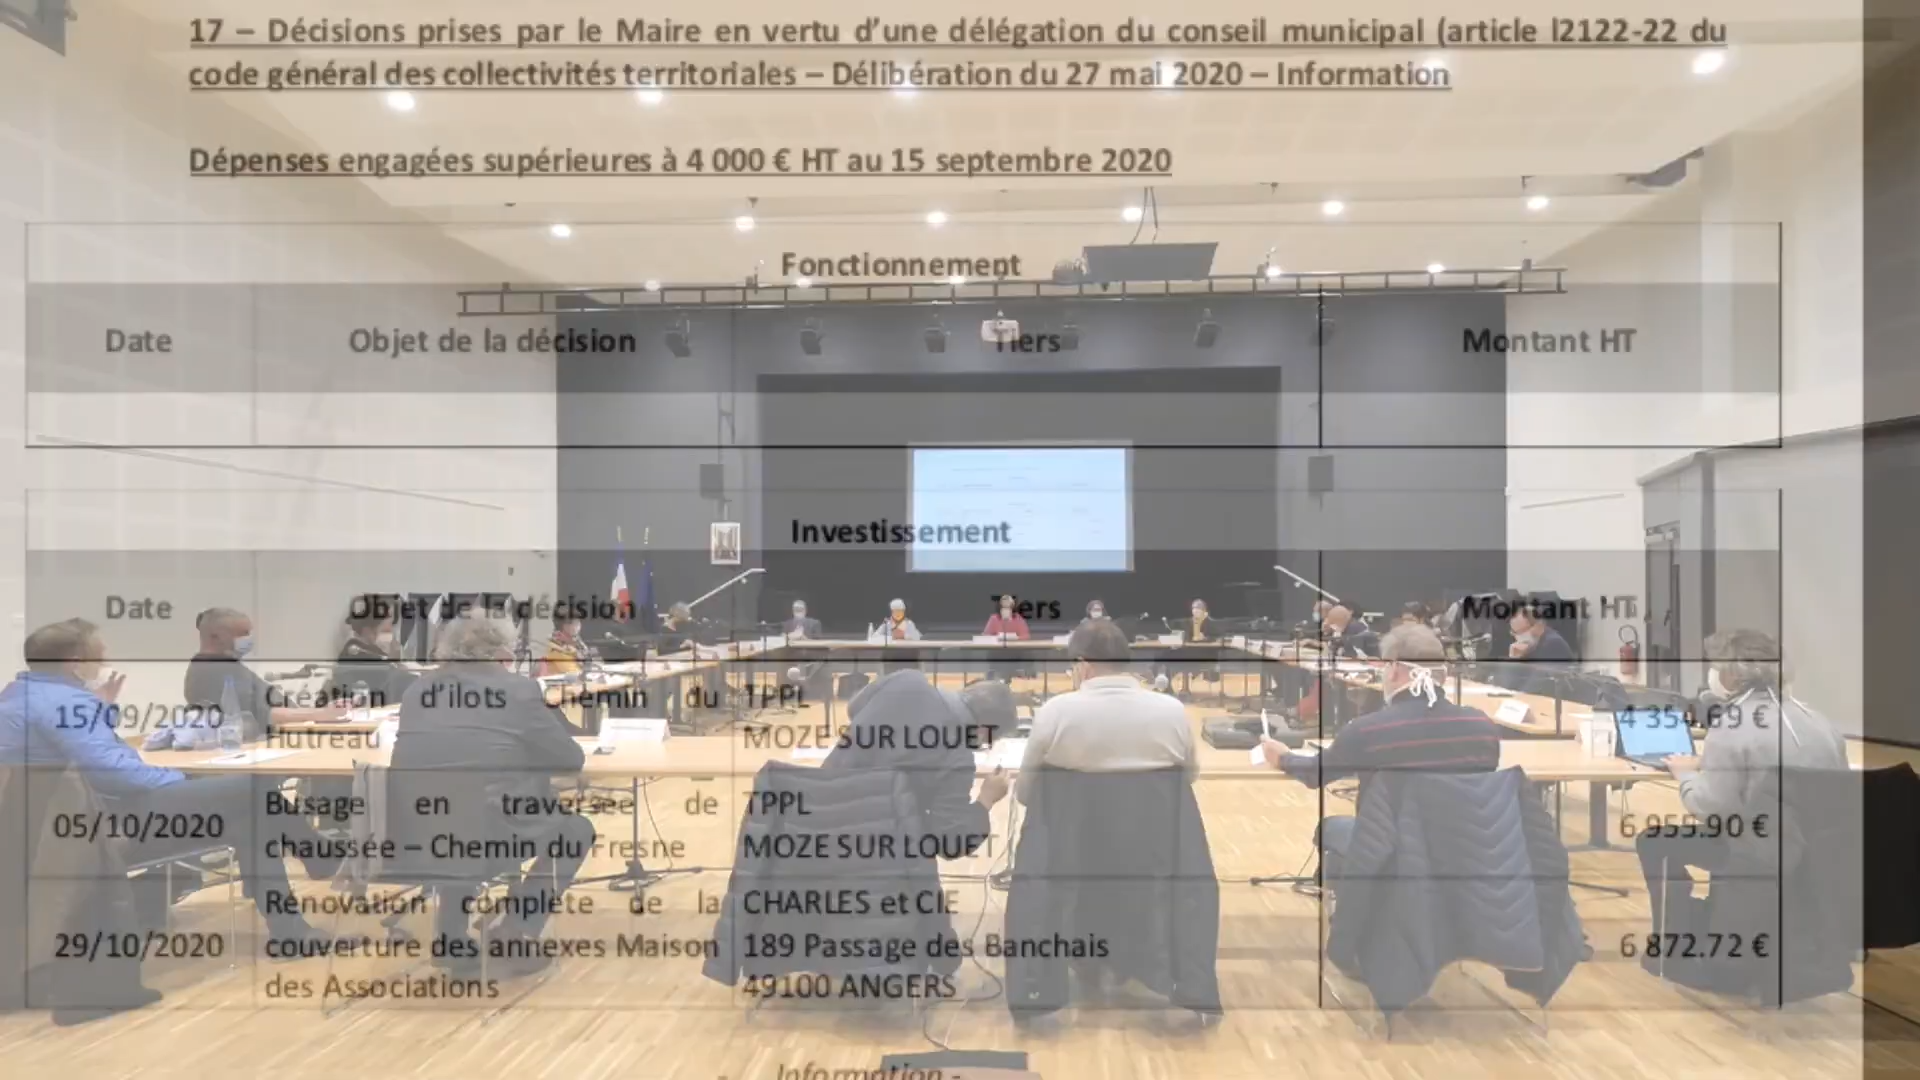 17 – Décisions prises par le Maire en vertu d’une délégation du conseil municipal (article l2122-22 du
code général des collectivités territoriales – Délibération du 27 mai 2020 – Information
Dépenses engagées supérieures à 4 000 € HT au 15 septembre 2020
Fonctionnement
Date Objet de la décision Tiers Montant HT
Investissement
Date Objet de la décision Tiers Montant HT
15/09/2020 Création d’ilots Chemin du Hutreau TPPL MOZE SUR LOUET 4 354.69 €
05/10/2020 Busage en traversée de chaussée – Chemin du Fresne TPPL MOZE SUR LOUET 6 955.90 €
29/10/2020 Rénovation complète de la couverture des annexes Maison des Associations CHARLES et CIE 189 Passage des Banchais 49100 ANGERS 6 872.72 €
- Information -